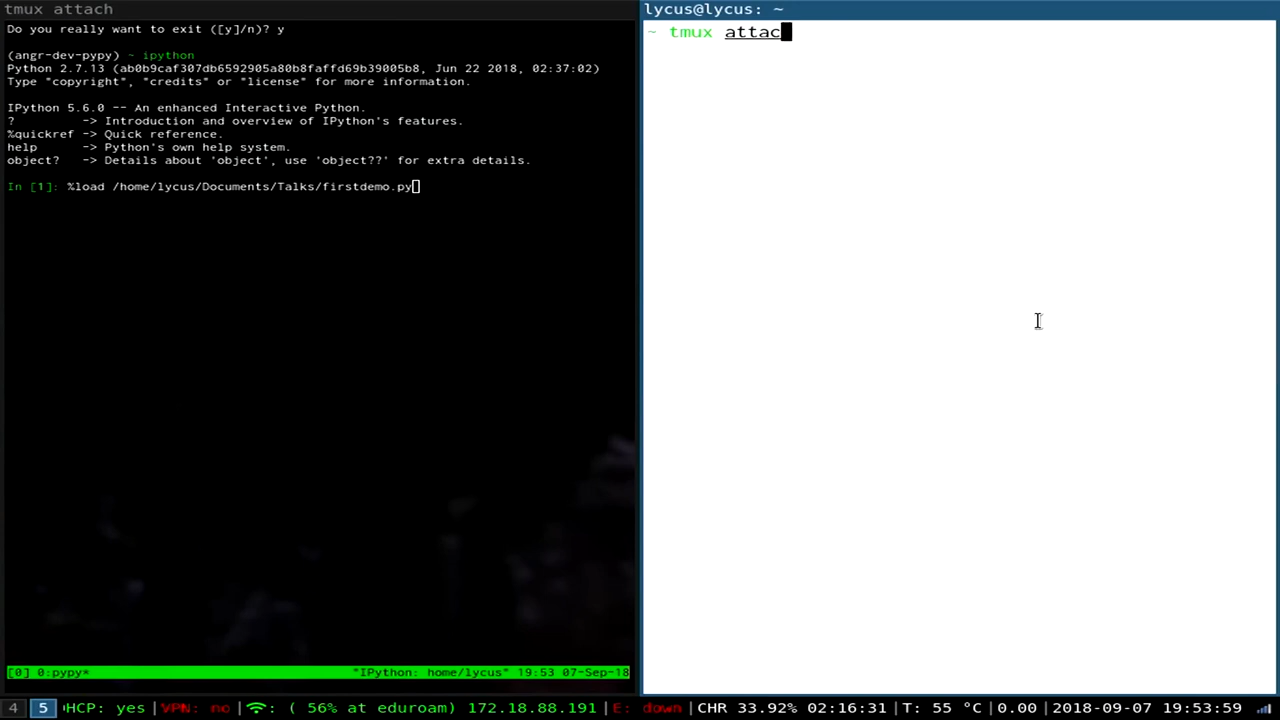 tmux attach
Do you really want to exit ([y]/n)? y
(angr-dev-pypy) ~ ipython
Python 2.7.13 (ab0b9caf307db6592905a80b8faffd69b39005b8, Jun 22 2018, 02:37:02)
Type "copyright", "credits" or "license" for more information.
IPython 5.6.0 -- An enhanced Interactive Python.
?         -> Introduction and overview of IPython's features.
%quickref -> Quick reference.
help      -> Python's own help system.
object?   -> Details about 'object', use 'object??' for extra details.
In [1]: %load /home/lycus/Documents/Talks/firstdemo.py
[0] 0:pypy* "IPython: home/lycus" 19:53 07-Sep-18
lycus@lycus: ~
~ tmux attac
4 5 HCP: yes |VPN: no | : ( 56% at eduroam) 172.18.88.191 |E: down |CHR 33.92% 02:16:31 |T: 55 °C |0.00 |2018-09-07 19:53:59